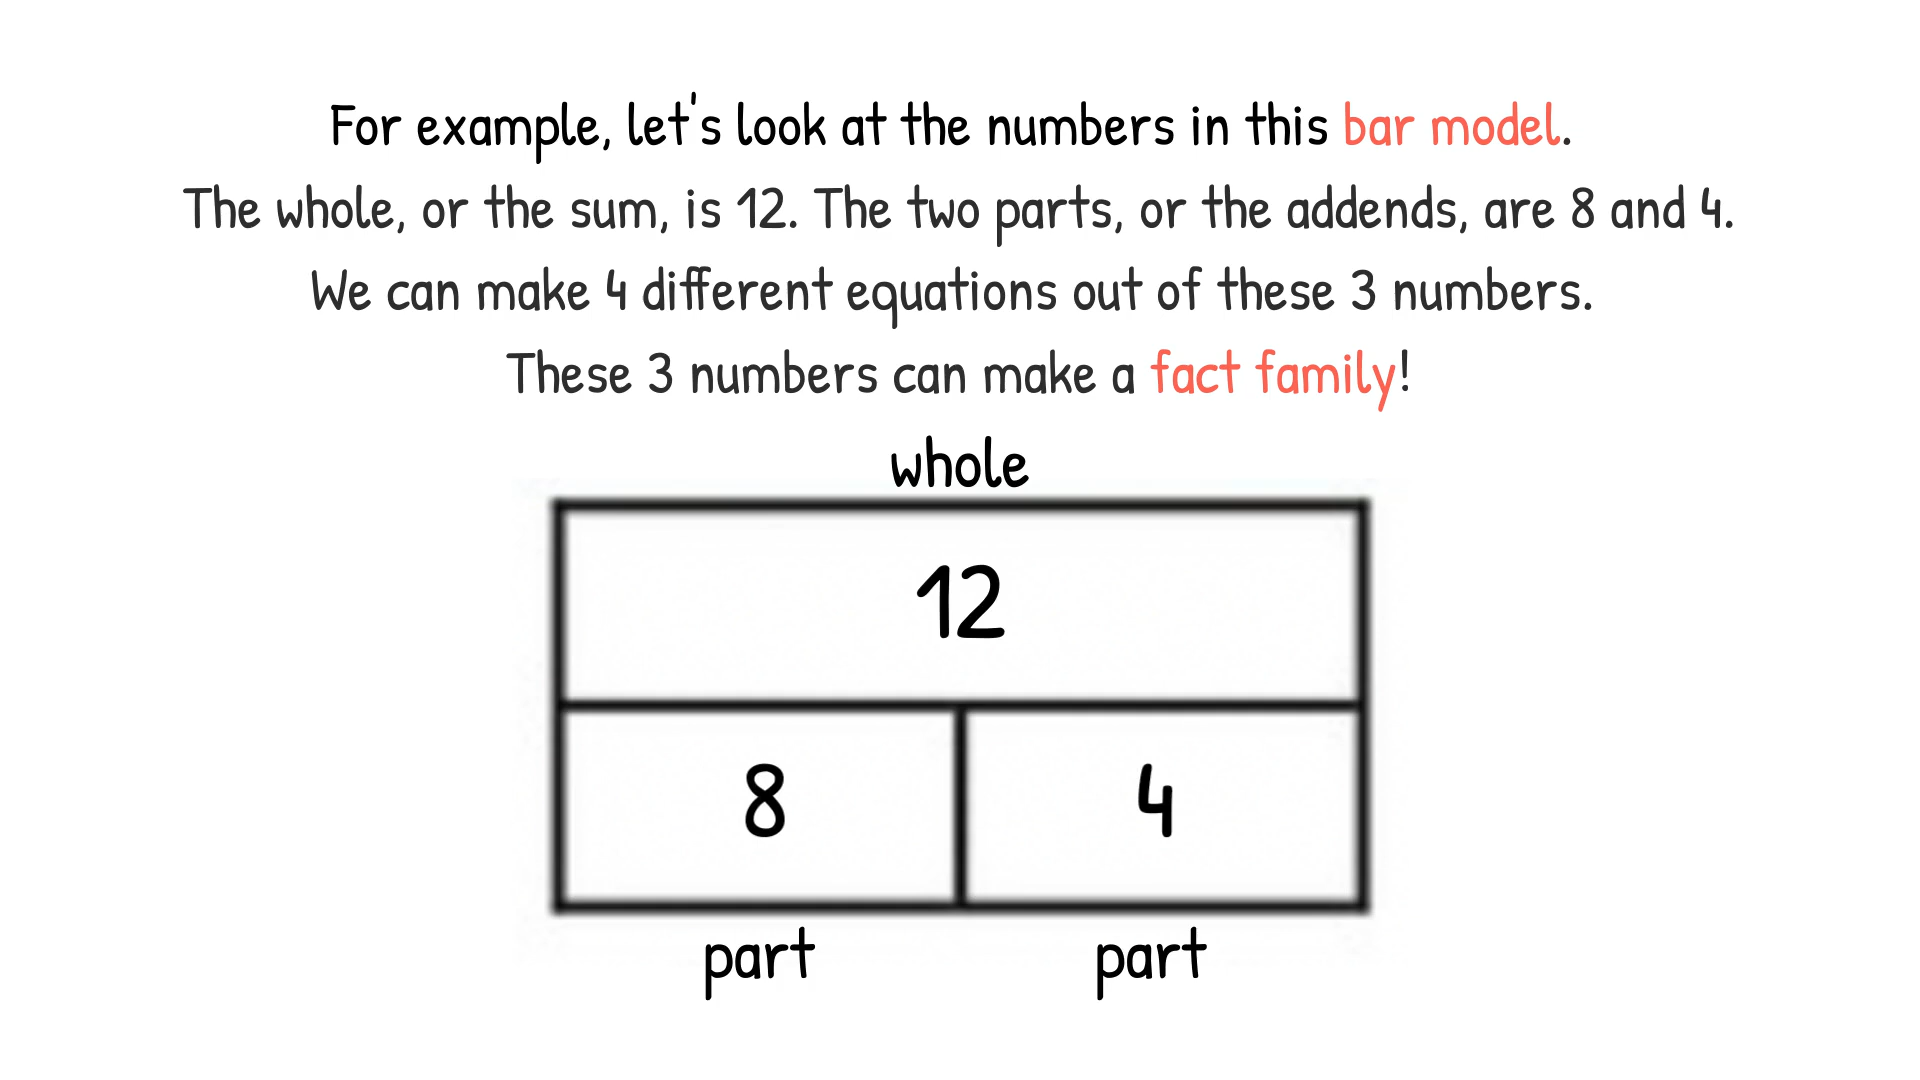 For example, let's look at the numbers in this bar model.
The whole, or the sum, is 12. The two parts, or the addends, are 8 and 4.
We can make 4 different equations out of these 3 numbers.
These 3 numbers can make a fact family!
whole
12
8 4
part part